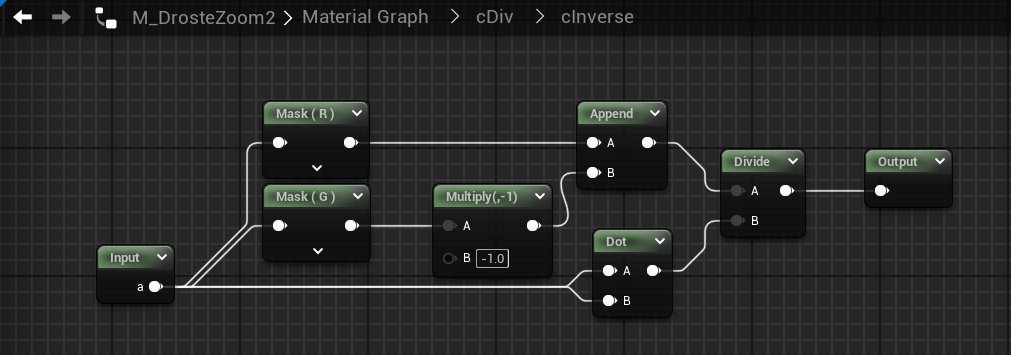 M_DrosteZoom2 > Material Graph > cDiv > cInverse
Mask ( R )
Append
A
B
Divide
A
B
Output
Mask ( G )
Multiply(,-1)
A
B -1.0
Dot
A
B
Input
a